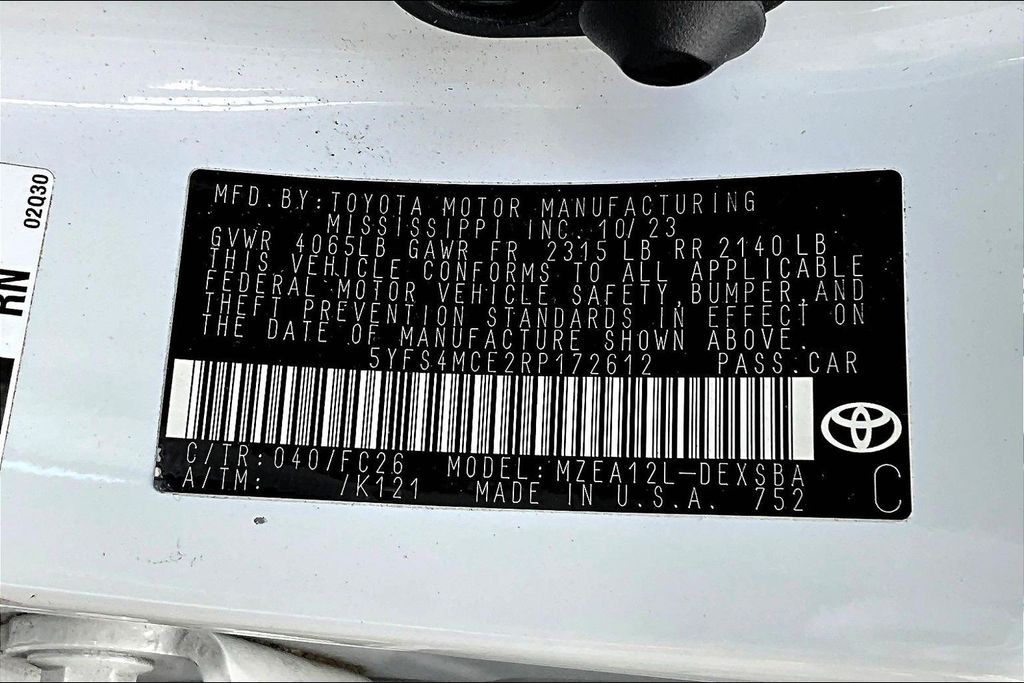 02Q30
RN
MFD.BY:TOYOTA MOTOR MANUFACTURING
MISSISSIPPI INC. 10/23
GVWR 4065LB GAWR FR 2315 LB RR 2140 LB
THIS VEHICLE CONFORMS TO ALL APPLICABLE
FEDERAL MOTOR VEHICLE SAFETY,BUMPER,AND
THEFT PREVENTION STANDARDS IN EFFECT ON
THE DATE OF MANUFACTURE SHOWN ABOVE.
5YFS4MCE2RP172612 PASS.CAR
C/TR:040/FC26 MODEL:MZEA12L-DEXSBA
A/TM: /K121 MADE IN U.S.A. 752
C